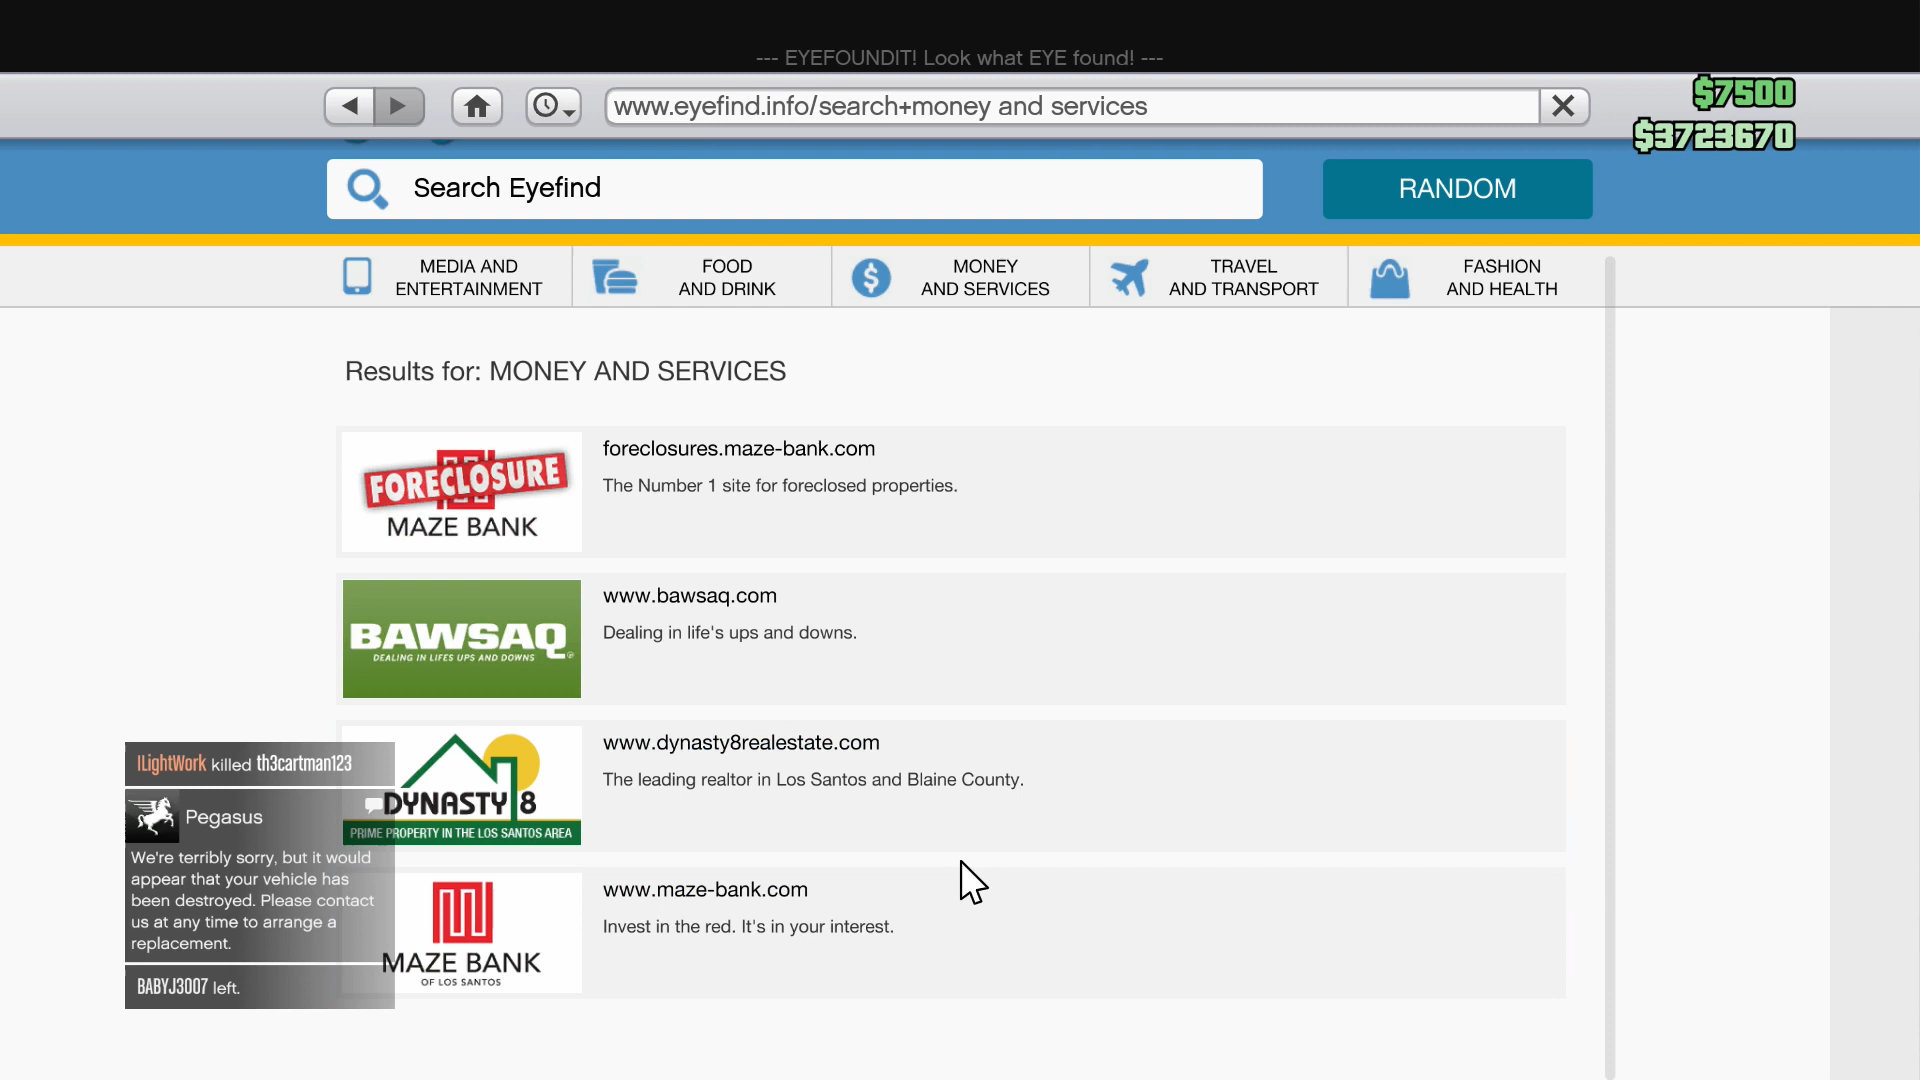 --- EYEFOUNDIT! Look what EYE found! ---
www.eyefind.info/search+money and services
$7500
$3723670
Search Eyefind
RANDOM
MEDIA AND
ENTERTAINMENT
FOOD
AND DRINK
MONEY
AND SERVICES
TRAVEL
AND TRANSPORT
FASHION
AND HEALTH
Results for: MONEY AND SERVICES
FORECLOSURE
MAZE BANK
foreclosures.maze-bank.com
The Number 1 site for foreclosed properties.
BAWSAQ
DEALING IN LIFES UPS AND DOWNS
www.bawsaq.com
Dealing in life's ups and downs.
DYNASTY 8
PRIME PROPERTY IN THE LOS SANTOS AREA
www.dynasty8realestate.com
The leading realtor in Los Santos and Blaine County.
MAZE BANK
OF LOS SANTOS
www.maze-bank.com
Invest in the red. It's in your interest.
ILightWork killed th3cartman123
Pegasus
We're terribly sorry, but it would
appear that your vehicle has
been destroyed. Please contact
us at any time to arrange a
replacement.
BABYJ3007 left.